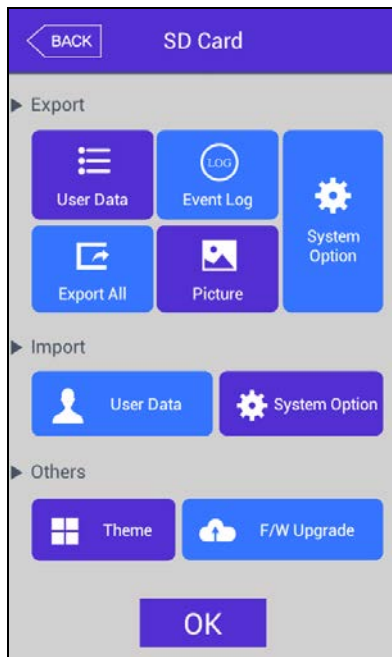 BACK
SD Card
Export
User Data
LOG
Event Log
System
Option
Export All
Picture
Import
User Data
System Option
Others
Theme
F/W Upgrade
OK